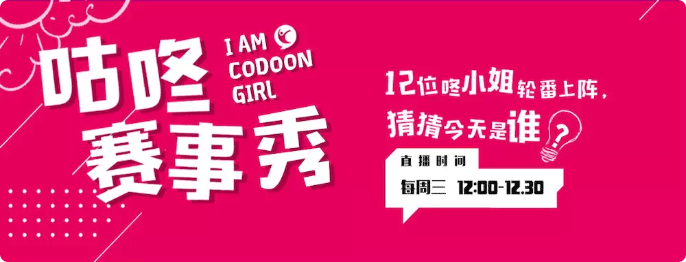 咕咚
赛事秀
I AM
CODOON
GIRL
12位咚小姐轮番上阵，
猜猜今天是谁?
直播时间
每周三 12:00-12.30